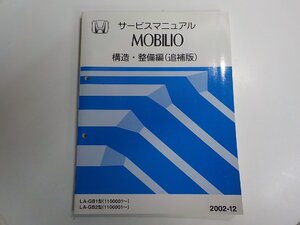 サービスマニュアル
MOBILIO
構造・整備編(追補版)
LA-GB1型(1100001～)
LA-GB2型(1100001～)
2002-12